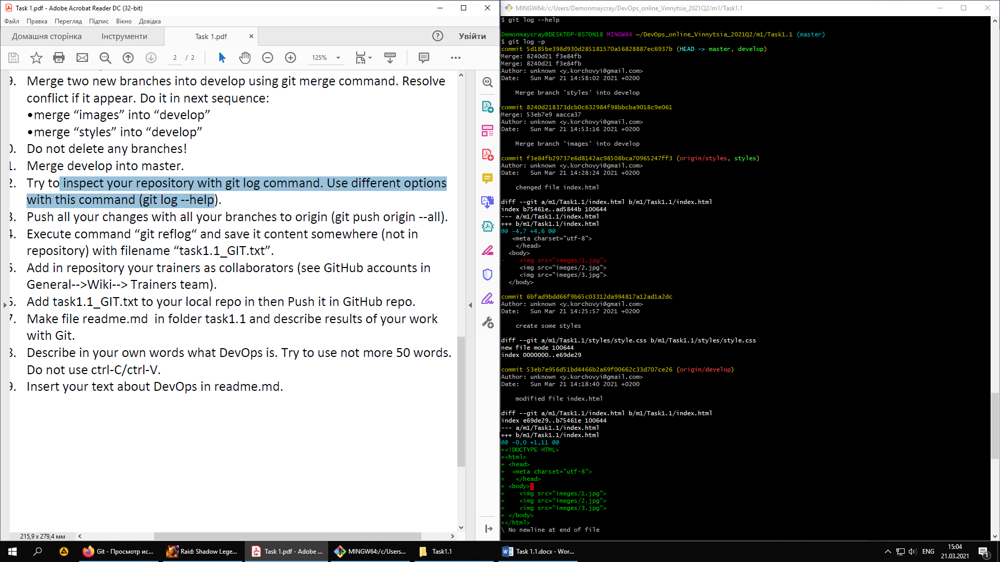 Task 1.pdf - Adobe Acrobat Reader DC (32-bit)
Файл Правка Перегляд Підпис Вікно Довідка
Домашня сторінка Інструменти Task 1.pdf × ? Увійти
2 / 2 125%
9. Merge two new branches into develop using git merge command. Resolve
conflict if it appear. Do it in next sequence:
•merge “images” into “develop”
•merge “styles” into “develop”
0. Do not delete any branches!
1. Merge develop into master.
2. Try to inspect your repository with git log command. Use different options
with this command (git log --help).
3. Push all your changes with all your branches to origin (git push origin --all).
4. Execute command “git reflog“ and save it content somewhere (not in
repository) with filename “task1.1_GIT.txt”.
5. Add in repository your trainers as collaborators (see GitHub accounts in
General-->Wiki--> Trainers team).
6. Add task1.1_GIT.txt to your local repo in then Push it in GitHub repo.
7. Make file readme.md  in folder task1.1 and describe results of your work
with Git.
8. Describe in your own words what DevOps is. Try to use not more 50 words.
Do not use ctrl-C/ctrl-V.
9. Insert your text about DevOps in readme.md.
215,9 x 279,4 мм
MINGW64:/c/Users/Demonmaycray/DevOps_online_Vinnytsia_2021Q2/m1/Task1.1
$ git log --help
Demonmaycray@DESKTOP-8S7ON18 MINGW64 ~/DevOps_online_Vinnytsia_2021Q2/m1/Task1.1 (master)
$ git log -p
commit 5d185be398d930d285181570a56828887ec6937b (HEAD -> master, develop)
Merge: 8240d21 f3e84fb
Merge: 8240d21 f3e84fb
Author: unknown <y.korchovyi@gmail.com>
Date:   Sun Mar 21 14:58:02 2021 +0200
Merge branch 'styles' into develop
commit 8240d218373dcb0c632984f98bbcba9018c9e061
Merge: 53eb7e9 aacca37
Author: unknown <y.korchovyi@gmail.com>
Date:   Sun Mar 21 14:53:16 2021 +0200
Merge branch 'images' into develop
commit f3e84fb29737e6d8142ac98508bca70965247ff3 (origin/styles, styles)
Author: unknown <y.korchovyi@gmail.com>
Date:   Sun Mar 21 14:28:24 2021 +0200
chenged file index.html
diff --git a/m1/Task1.1/index.html b/m1/Task1.1/index.html
index b75461e..ad5844b 100644
--- a/m1/Task1.1/index.html
+++ b/m1/Task1.1/index.html
@@ -4,7 +4,6 @@
<meta charset="utf-8">
</head>
<body>
-    <img src="imeges/1.jpg">
<img src="imeges/2.jpg">
<img src="imeges/3.jpg">
</body>
commit 6bfad9bdd66f9b65c03312da994817a12ad1a2dc
Author: unknown <y.korchovyi@gmail.com>
Date:   Sun Mar 21 14:25:57 2021 +0200
create some styles
diff --git a/m1/Task1.1/styles/style.css b/m1/Task1.1/styles/style.css
new file mode 100644
index 0000000..e69de29
commit 53eb7e956d51bd4466b2a69f00662c33d707ce26 (origin/develop)
Author: unknown <y.korchovyi@gmail.com>
Date:   Sun Mar 21 14:18:40 2021 +0200
modified file index.html
diff --git a/m1/Task1.1/index.html b/m1/Task1.1/index.html
index e69de29..b75461e 100644
--- a/m1/Task1.1/index.html
+++ b/m1/Task1.1/index.html
@@ -0,0 +1,11 @@
+<!DOCTYPE HTML>
+<html>
+ <head>
+  <meta charset="utf-8">
+   </head>
+ <body>
+    <img src="imeges/1.jpg">
+    <img src="imeges/2.jpg">
+    <img src="imeges/3.jpg">
+ </body>
+</html>
\ No newline at end of file
Git - Просмотр ис... Raid: Shadow Lege... Task 1.pdf - Adobe ... MINGW64:/c/Users... Task1.1 Task 1.1.docx - Wor... ENG 15:04
21.03.2021 1